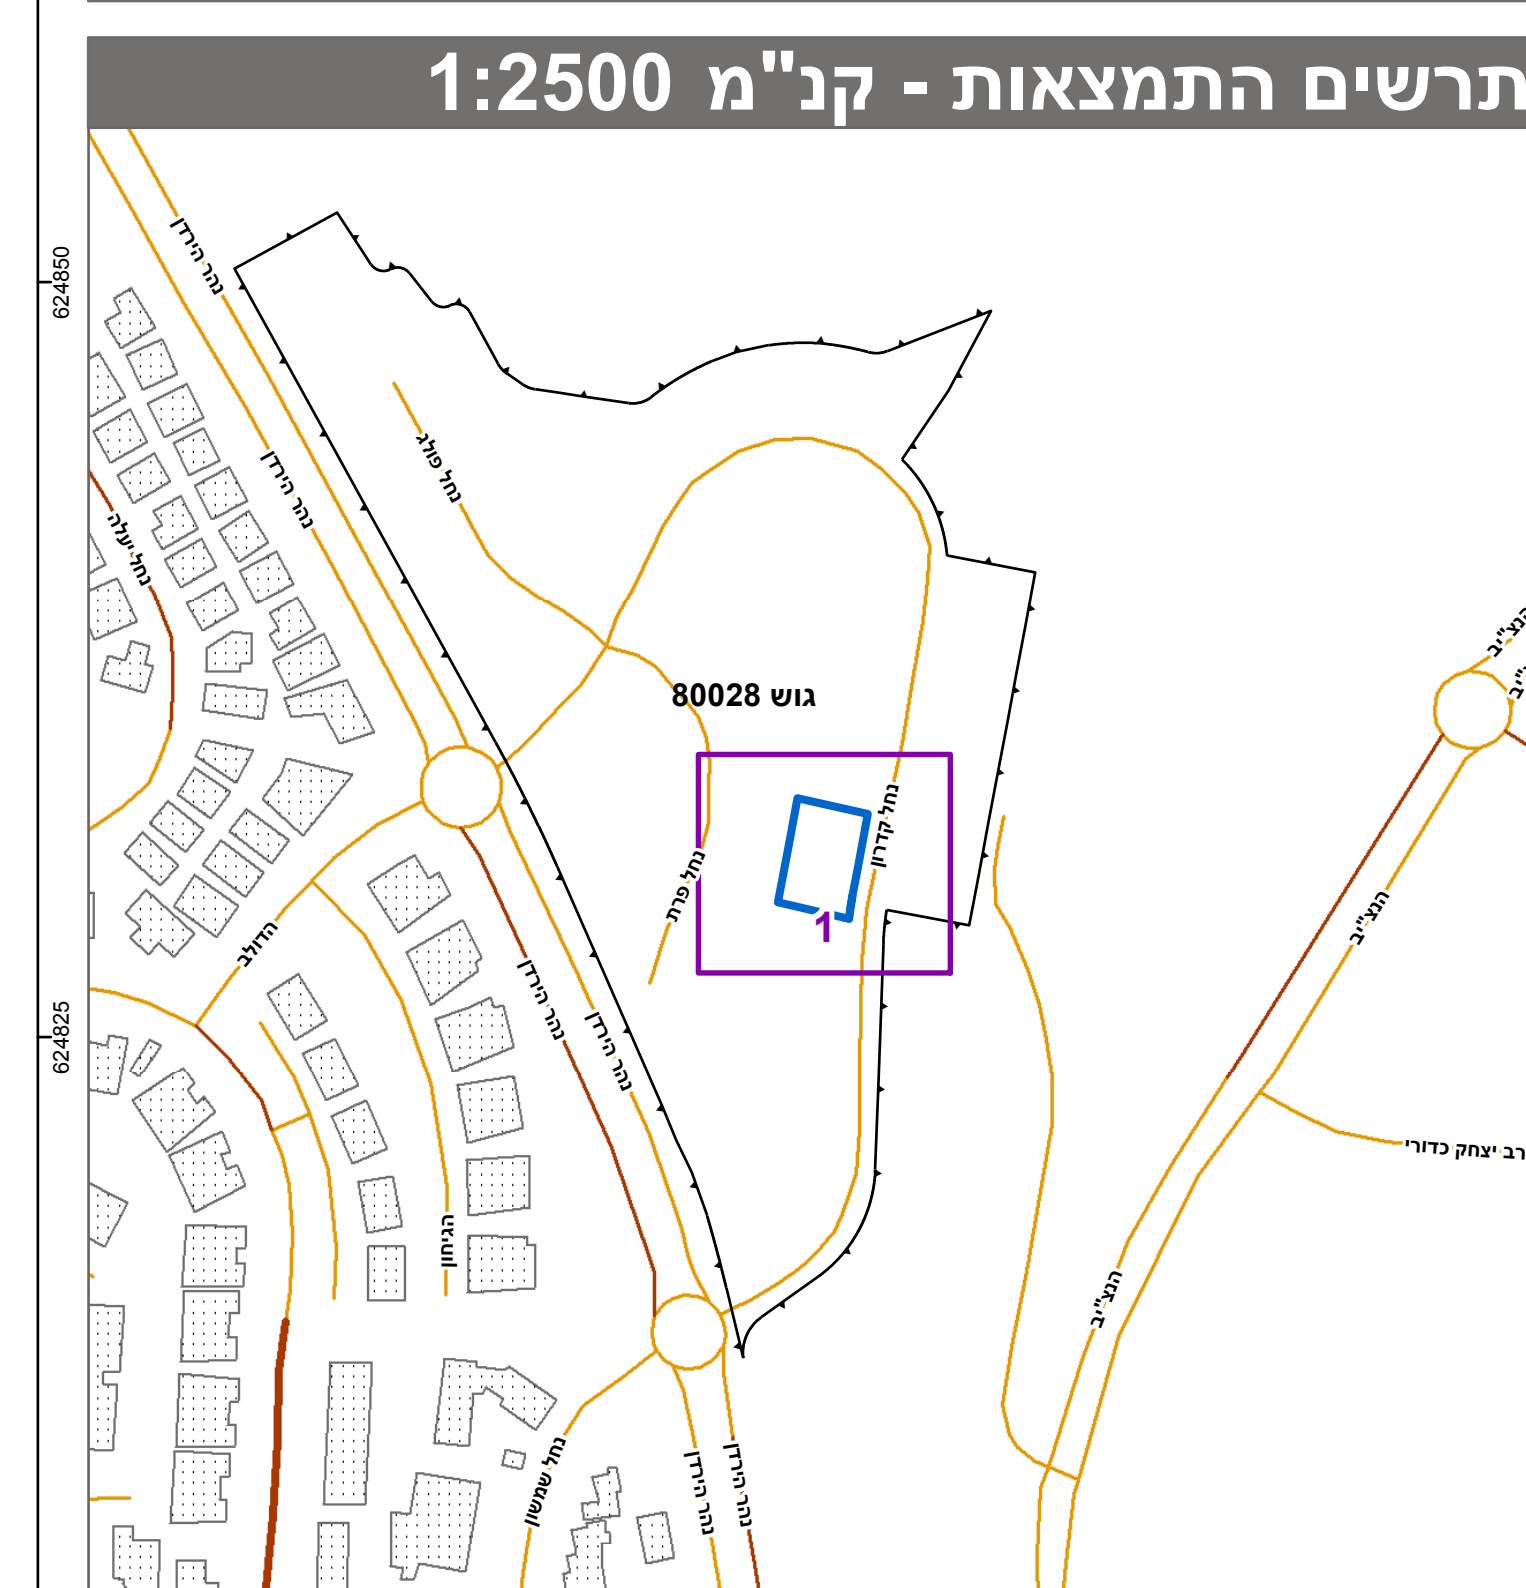 תרשים התמצאות - קנ"מ 1:2500
624850
נהר הירדן
נהר הירדן
נחל פולג
נחל יעלה
הנצ"יב
גוש 80028
נחל קדרון
נחל פרת
1
הנצ"יב
הדולב
נהר הירדן
נהר הירדן
624825
רב יצחק כדורי
הגיחון
הנצ"יב
נחל שמשון
נהר הירדן
נהר הירדן